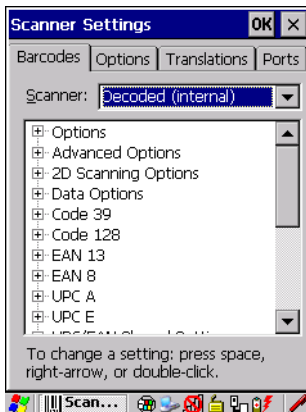 Scanner Settings OK
Barcodes Options Translations Ports
Scanner: Decoded (internal)
Options
Advanced Options
2D Scanning Options
Data Options
Code 39
Code 128
EAN 13
EAN 8
UPC A
UPC E
To change a setting: press space,
right-arrow, or double-click.
Scan...